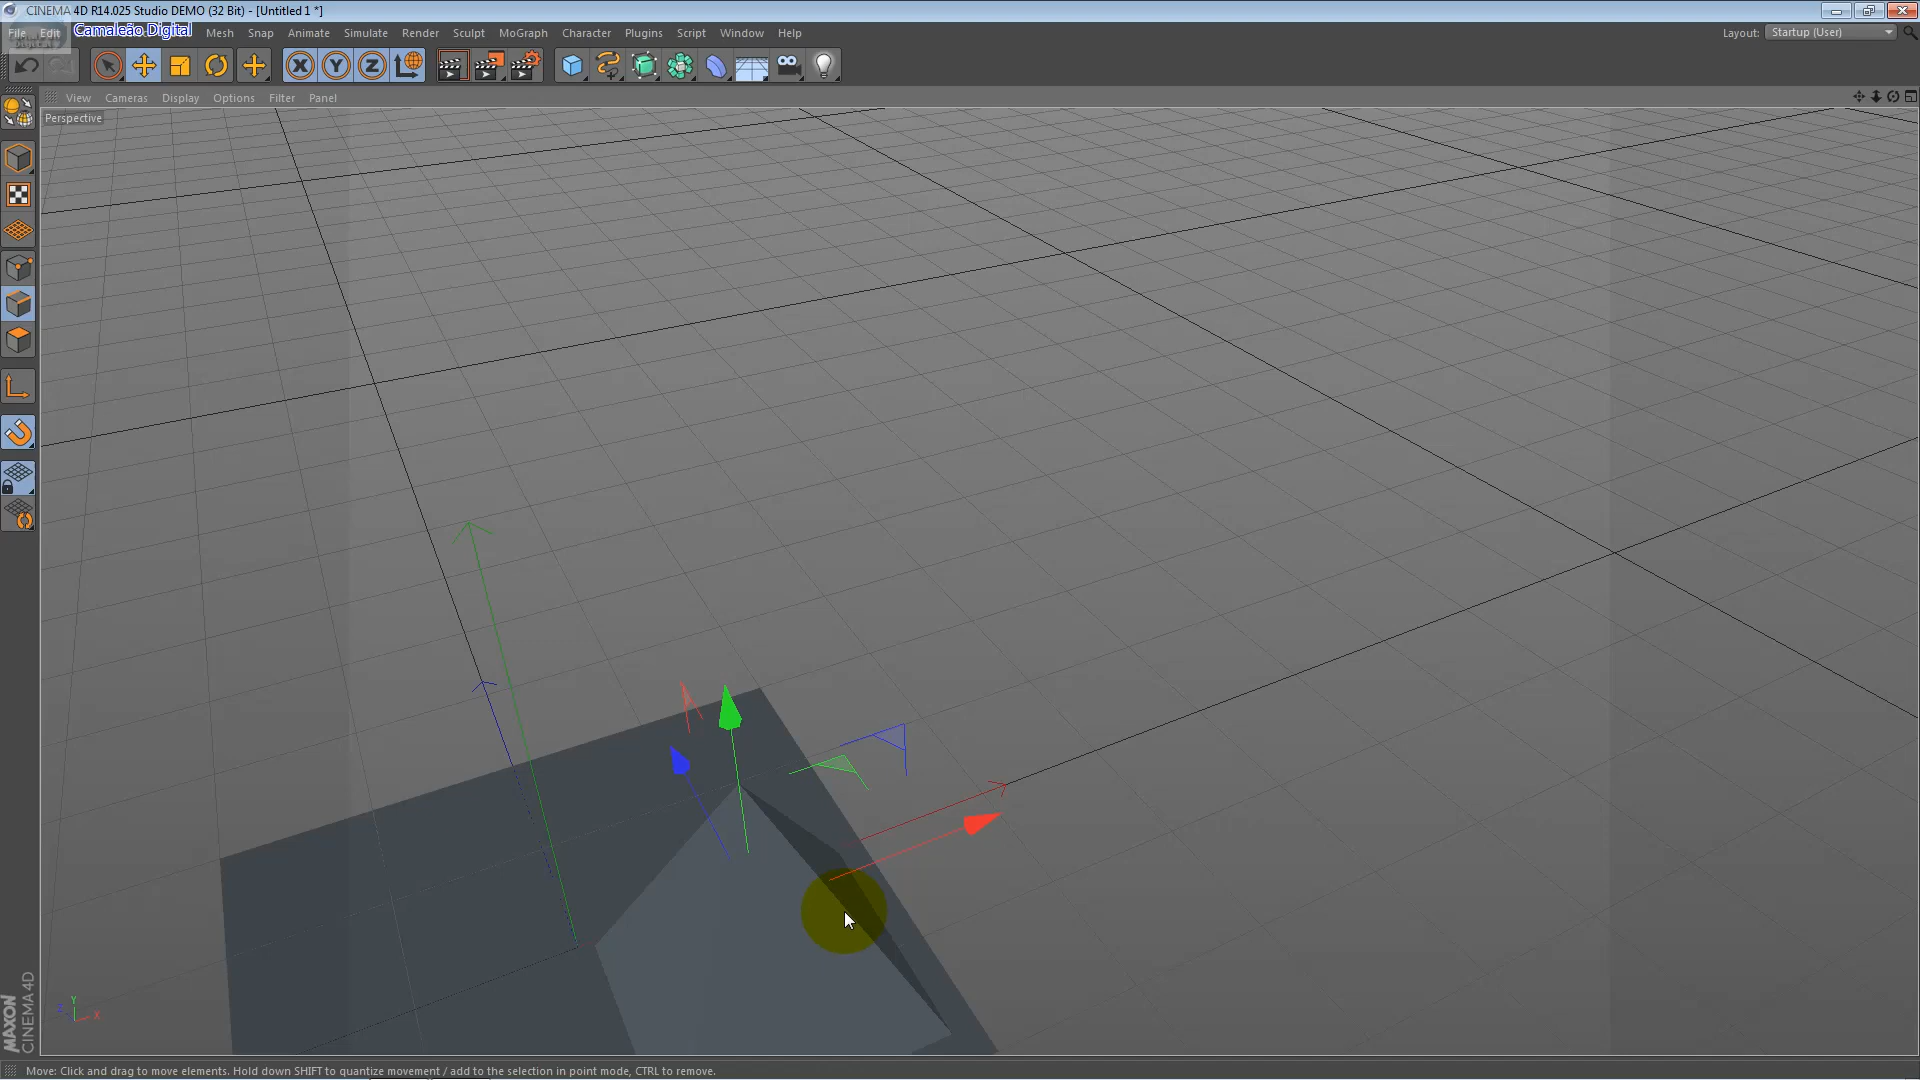 CINEMA 4D R14.025 Studio DEMO (32 Bit) - [Untitled 1 *]
File Edit Camaleão Digital Mesh Snap Animate Simulate Render Sculpt MoGraph Character Plugins Script Window Help Layout: Startup (User)
X Y Z
View Cameras Display Options Filter Panel
Perspective
Y
Z X
MAXON
CINEMA 4D
Move: Click and drag to move elements. Hold down SHIFT to quantize movement / add to the selection in point mode, CTRL to remove.